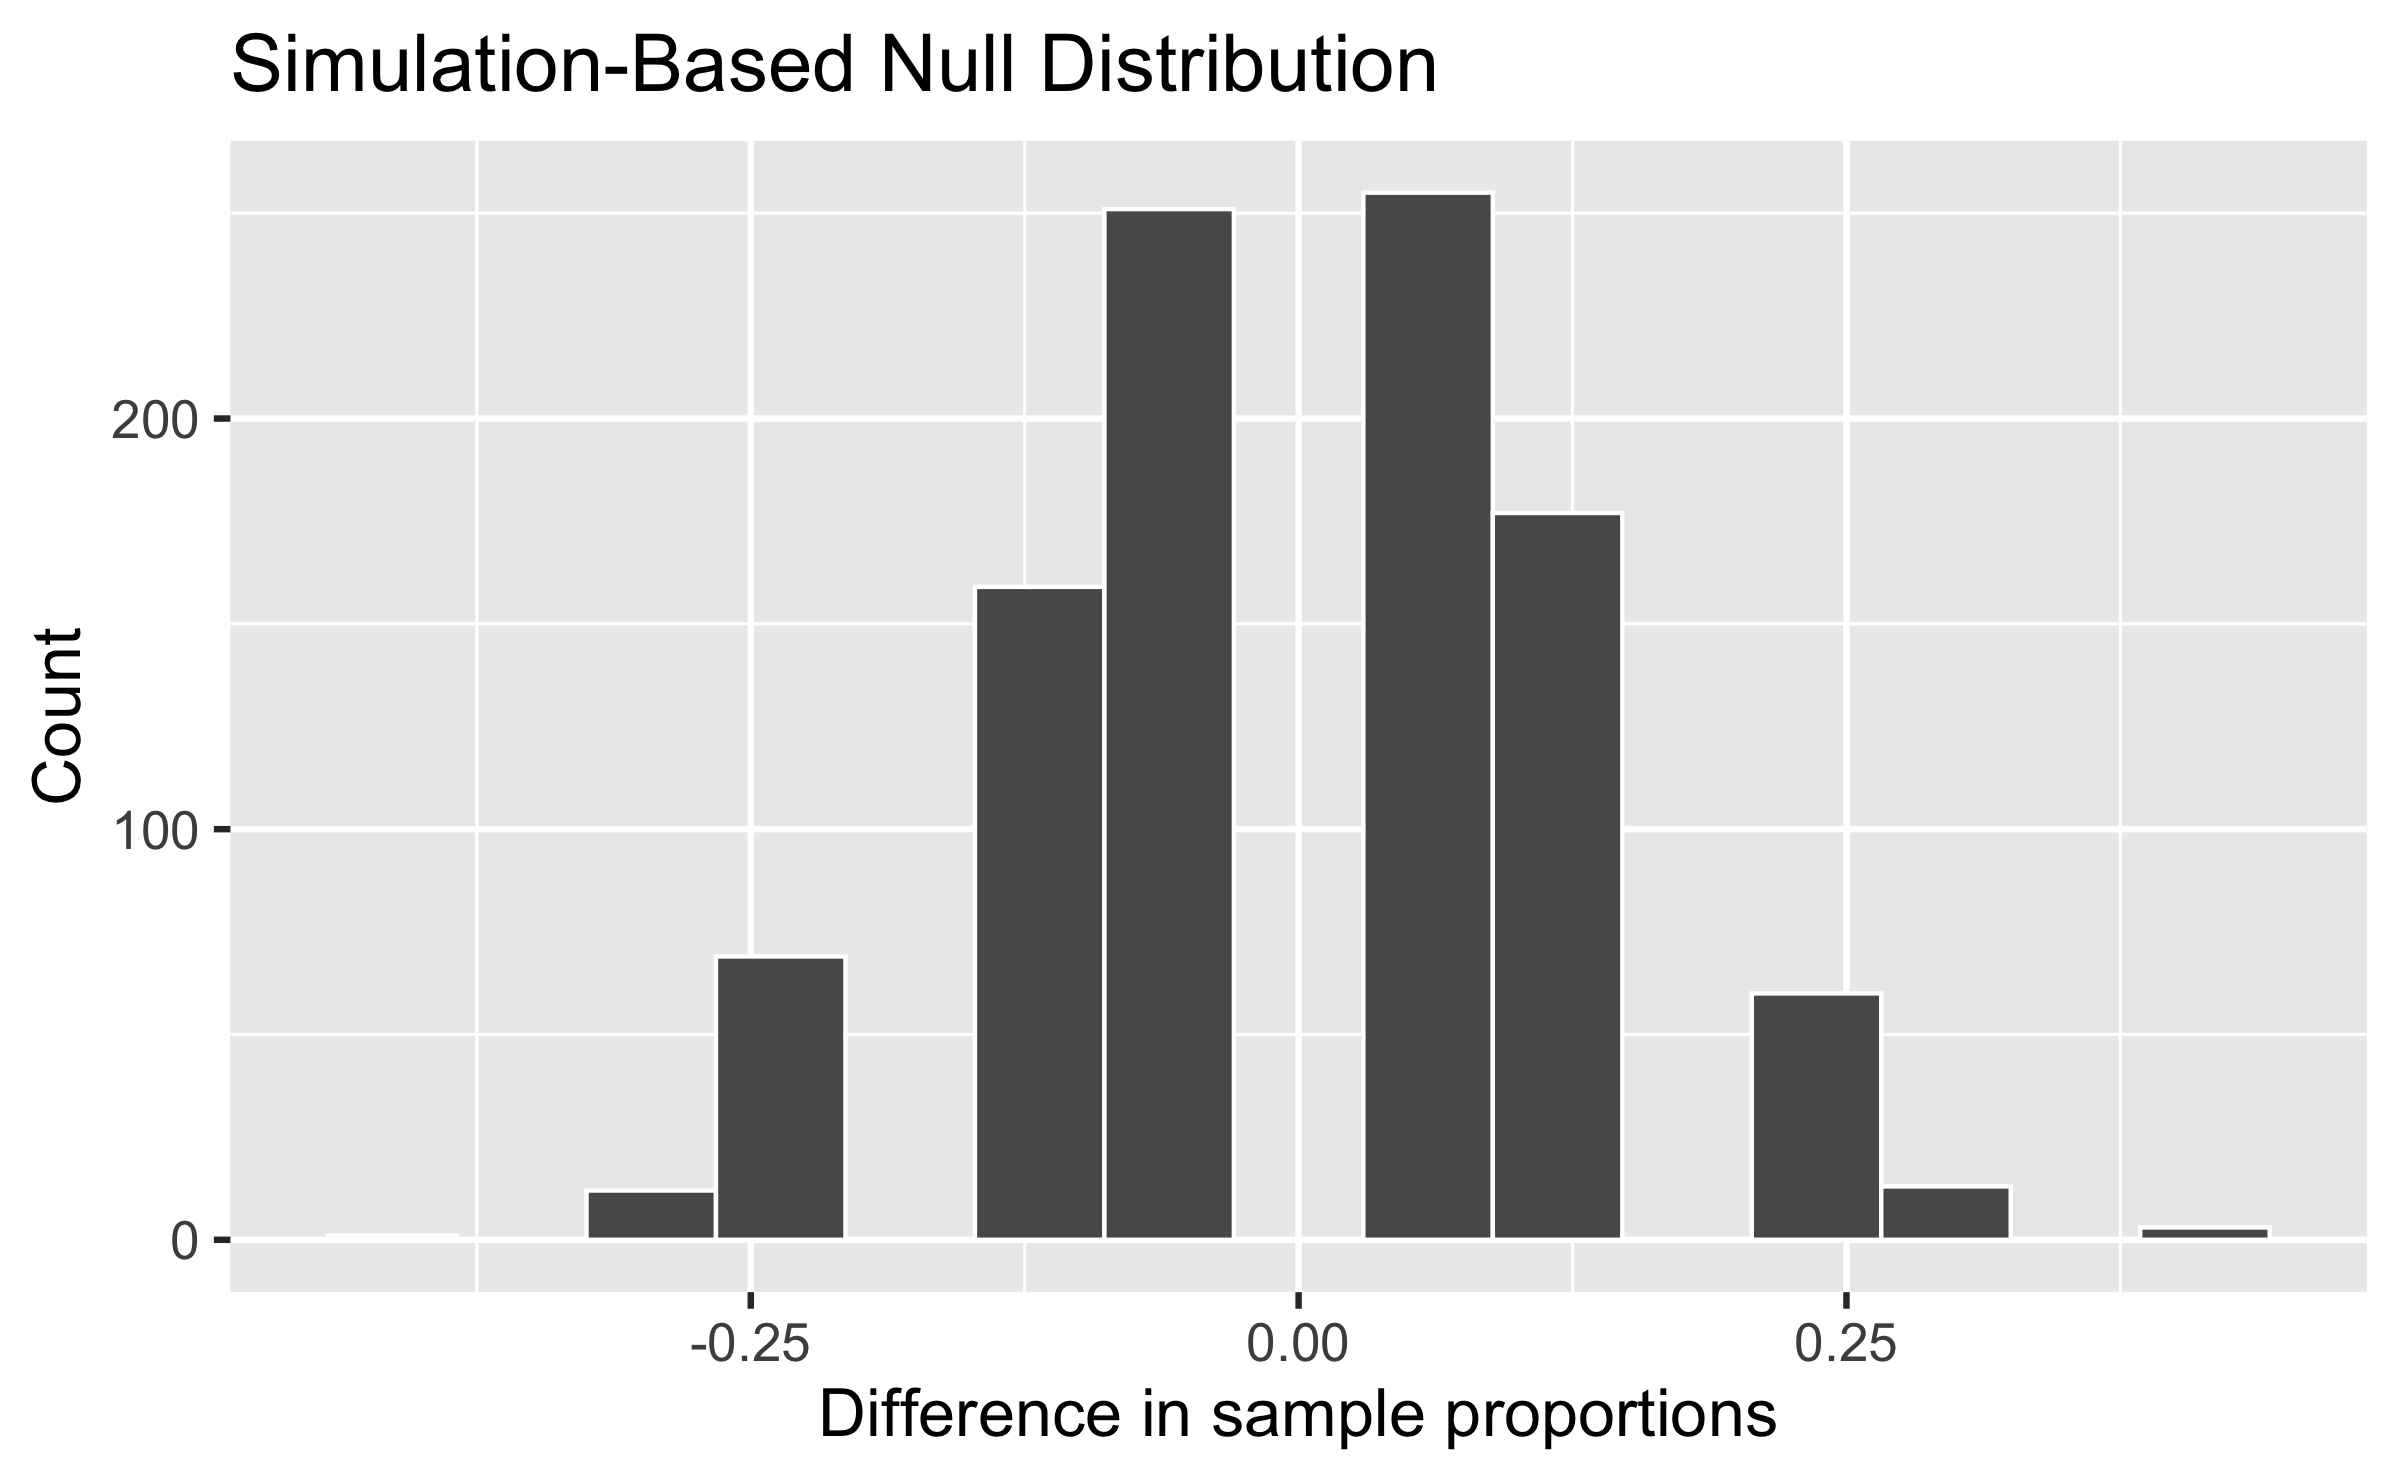 Simulation-Based Null Distribution
Count
200
100
0
-0.25 0.00 0.25
Difference in sample proportions